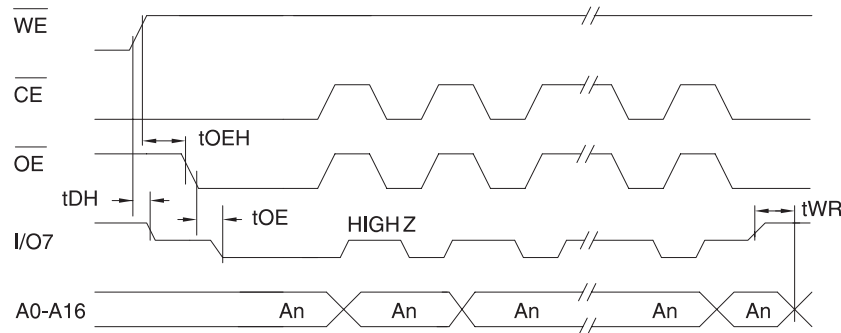 WE
CE
tOEH
OE
tDH
tOE
HIGH Z
tWR
I/O7
A0-A16 An An An An An